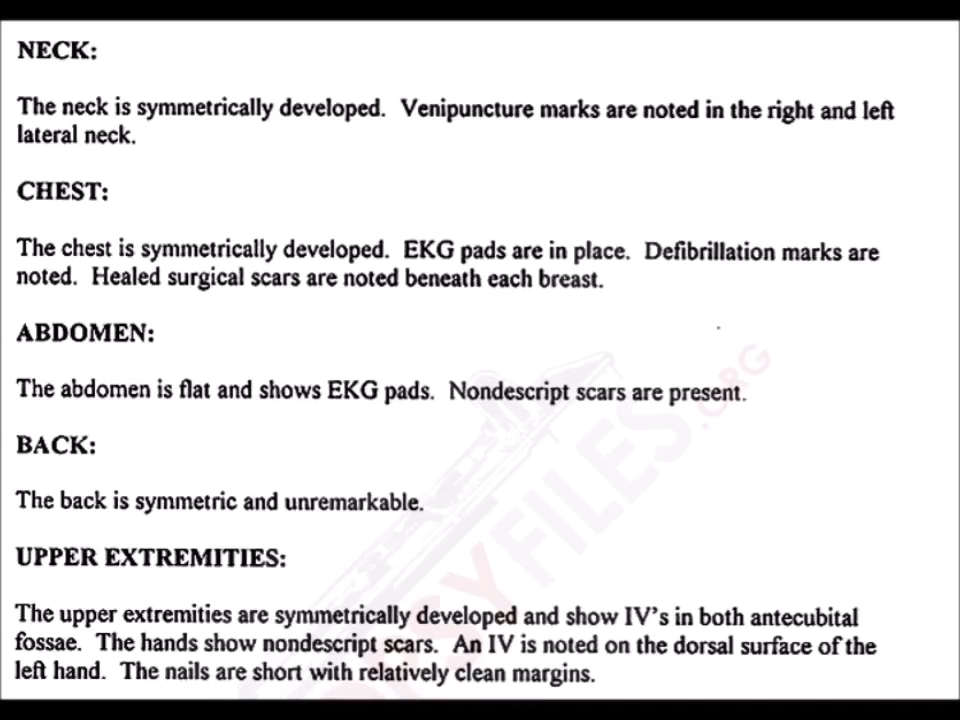 NECK:
The neck is symmetrically developed. Venipuncture marks are noted in the right and left
lateral neck.
CHEST:
The chest is symmetrically developed. EKG pads are in place. Defibrillation marks are
noted. Healed surgical scars are noted beneath each breast.
ABDOMEN:
The abdomen is flat and shows EKG pads. Nondescript scars are present.
BACK:
The back is symmetric and unremarkable.
UPPER EXTREMITIES:
The upper extremities are symmetrically developed and show IV's in both antecubital
fossae. The hands show nondescript scars. An IV is noted on the dorsal surface of the
left hand. The nails are short with relatively clean margins.
SYFILES.ORG